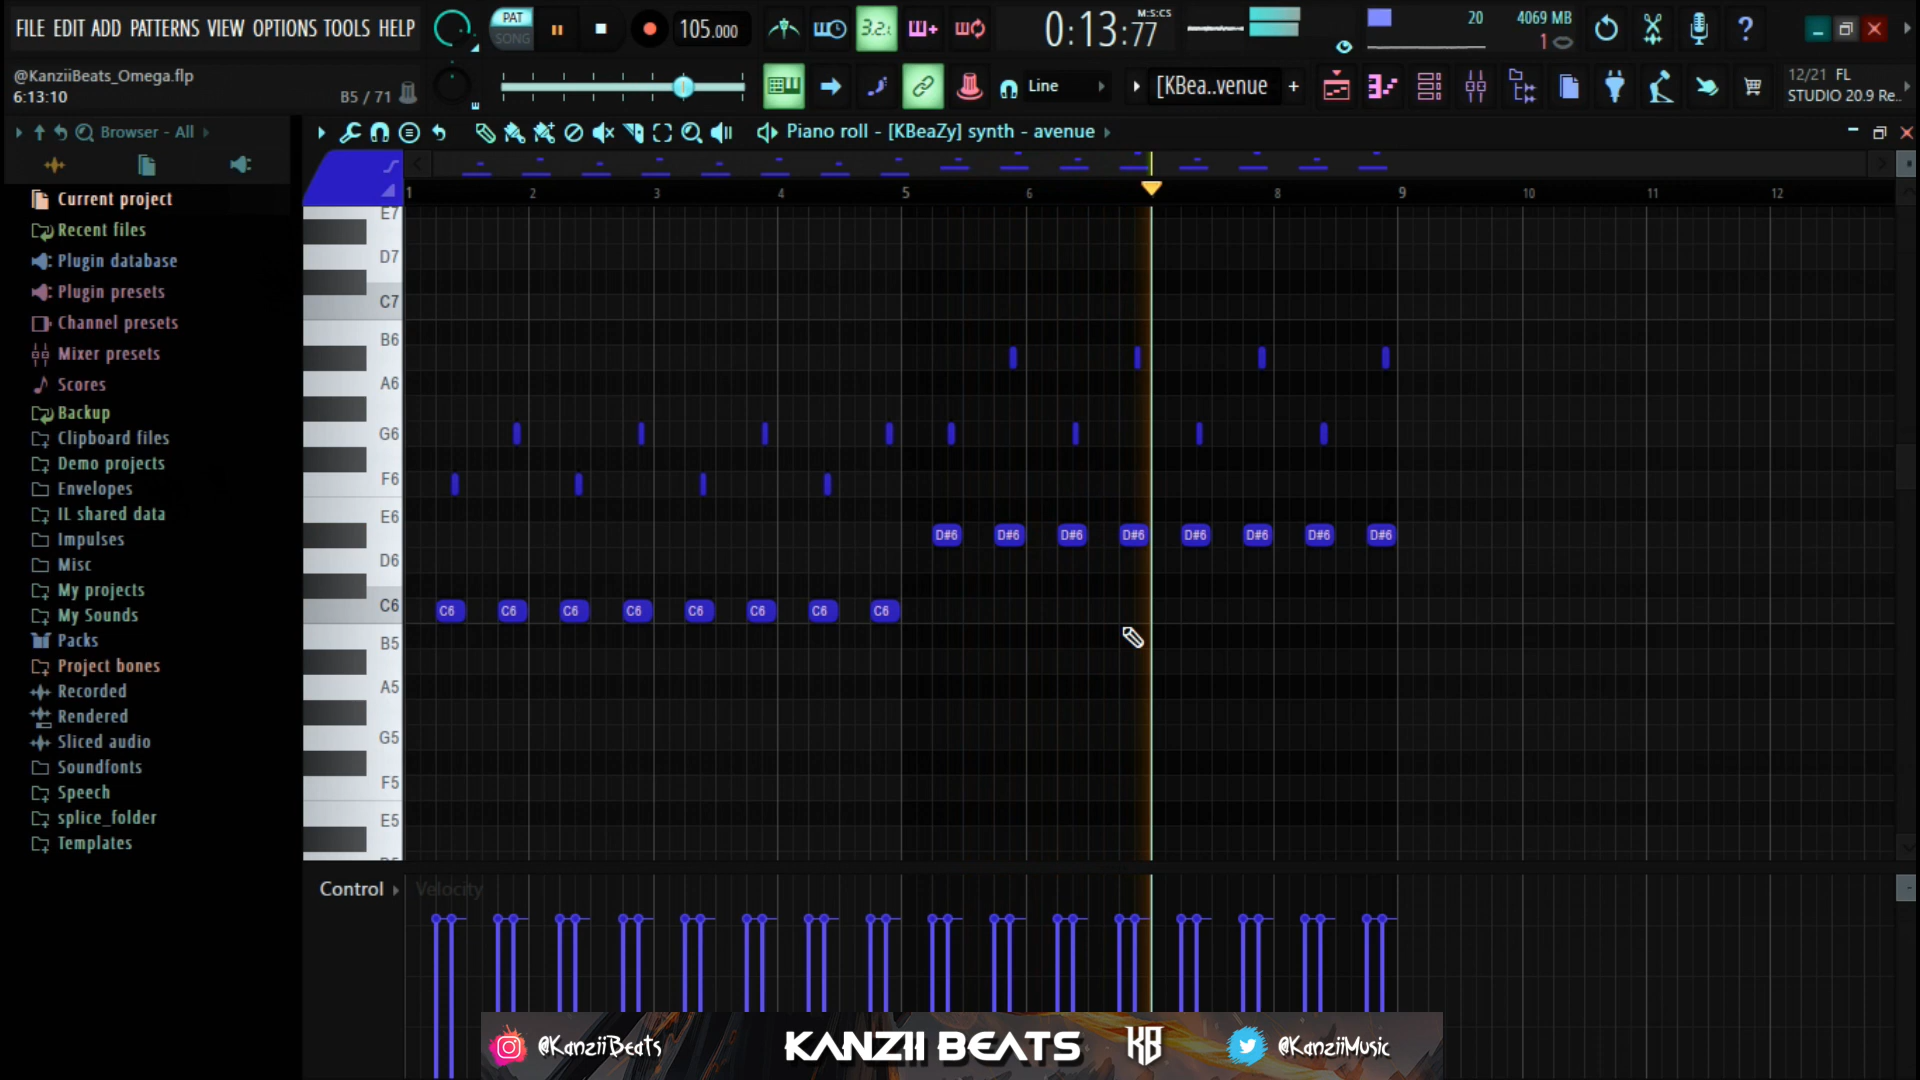 FILE EDIT ADD PATTERNS VIEW OPTIONS TOOLS HELP
PAT
SONG
105.000
3.2.
0:13:77
M:S:CS
20
4069 MB
1
@KanziiBeats_Omega.flp
6:13:10
B5 / 71
Line
[KBea..venue
+
12/21 FL
STUDIO 20.9 Re..
Browser - All
Piano roll - [KBeaZy] synth - avenue
Current project
Recent files
Plugin database
Plugin presets
Channel presets
Mixer presets
Scores
Backup
Clipboard files
Demo projects
Envelopes
IL shared data
Impulses
Misc
My projects
My Sounds
Packs
Project bones
Recorded
Rendered
Sliced audio
Soundfonts
Speech
splice_folder
Templates
1 2 3 4 5 6 8 9 10 11 12
E7
D7
C7
B6
A6
G6
F6
E6
D#6 D#6 D#6 D#6 D#6 D#6 D#6 D#6
D6
C6
C6 C6 C6 C6 C6 C6 C6 C6
B5
A5
G5
F5
E5
Control
Velocity
@KanziiBeats
KANZII BEATS
KB
@KanziiMusic